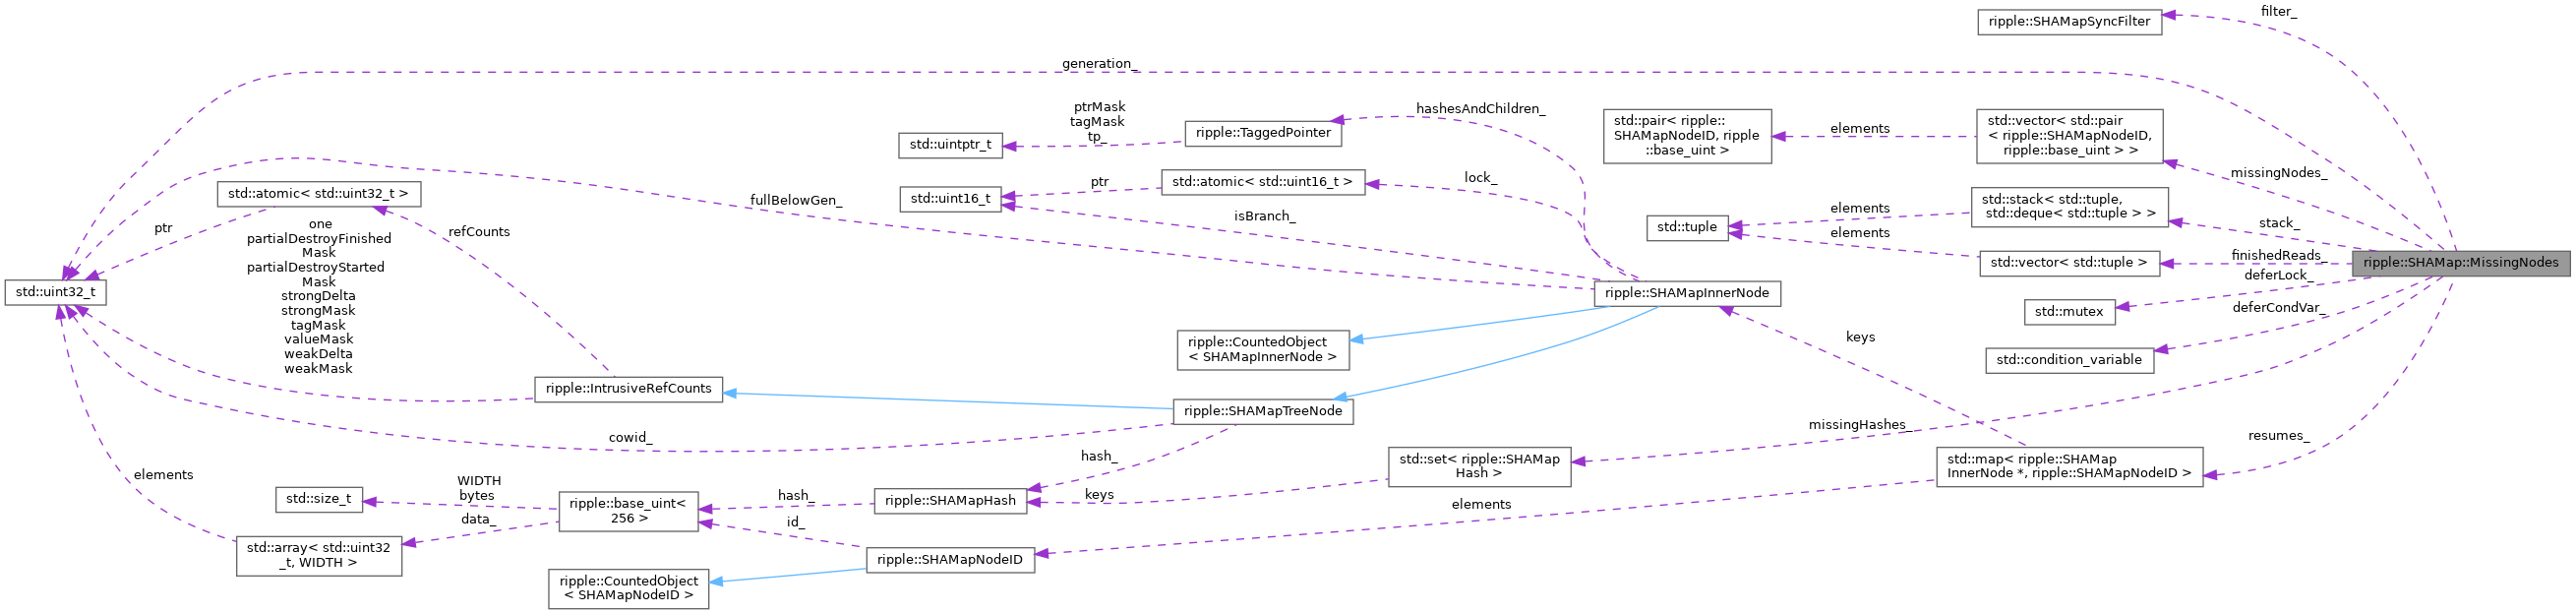 filter_
ripple::SHAMapSyncFilter
generation_
ptrMask
tagMask
tp_
hashesAndChildren_
ripple::TaggedPointer
std::uintptr_t
std::pair< ripple::
SHAMapNodeID, ripple
::base_uint >
elements
std::vector< std::pair
< ripple::SHAMapNodeID,
ripple::base_uint > >
missingNodes_
std::atomic< std::uint32_t >
fullBelowGen_
std::uint16_t
ptr
std::atomic< std::uint16_t >
lock_
isBranch_
std::tuple
elements
elements
std::stack< std::tuple,
std::deque< std::tuple > >
stack_
std::vector< std::tuple >
finishedReads_
ripple::SHAMap::MissingNodes
deferLock_
std::mutex
deferCondVar_
std::condition_variable
ptr
one
partialDestroyFinished
Mask
partialDestroyStarted
Mask
strongDelta
strongMask
tagMask
valueMask
weakDelta
weakMask
refCounts
std::uint32_t
ripple::SHAMapInnerNode
ripple::CountedObject
< SHAMapInnerNode >
keys
ripple::IntrusiveRefCounts
ripple::SHAMapTreeNode
cowid_
hash_
missingHashes_
resumes_
std::set< ripple::SHAMap
Hash >
std::map< ripple::SHAMap
InnerNode *, ripple::SHAMapNodeID >
elements
WIDTH
bytes
std::size_t
ripple::base_uint<
256 >
hash_
ripple::SHAMapHash
keys
elements
data_
id_
std::array< std::uint32
_t, WIDTH >
ripple::SHAMapNodeID
ripple::CountedObject
< SHAMapNodeID >